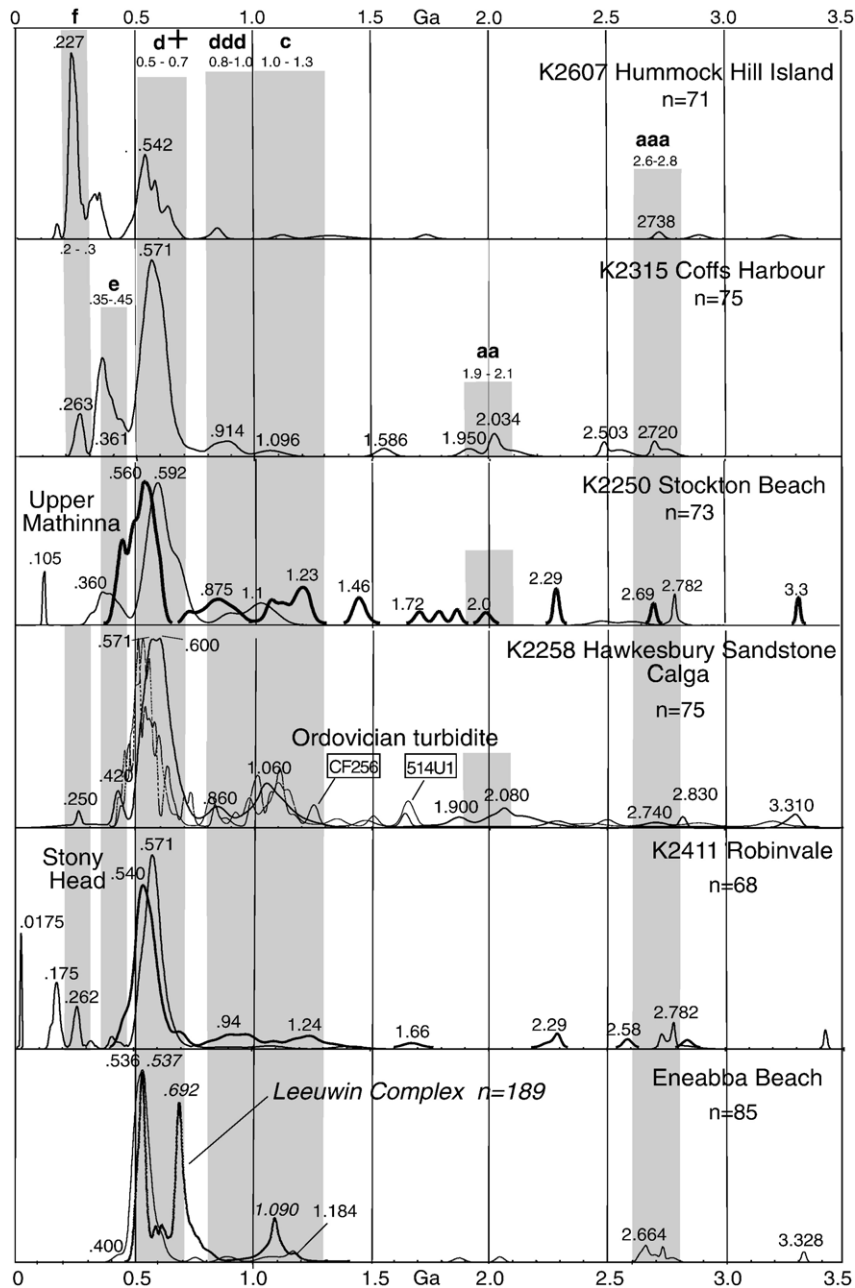 0 0.5 1.0 Ga 2.0 2.5 3.0 3.5
f
.227
d+
0.5 - 0.7
ddd
0.8-1.0
c
1.0 - 1.3
K2607 Hummock Hill Island
n=71
.542
aaa
2.6-2.8
2738
.2 - .3
.571
K2315 Coffs Harbour
n=75
e
.35-.45
aa
1.9 - 2.1
.263
.361
.914
1.096
1.586
1.950
2.034
2.503
2720
.560
.592
K2250 Stockton Beach
n=73
Upper
Mathinna
.105
.360
.875
1.1
1.23
1.46
1.72
2.0
2.29
2.69
2.782
3.3
.571
.600
K2258 Hawkesbury Sandstone
Calga
n=75
Ordovician turbidite
CF256
514U1
.250
.420
.860
1.060
1.900
2.080
2.740
2.830
3.310
Stony
Head
.571
.540
K2411 Robinvale
n=68
.0175
.175
.262
.94
1.24
1.66
2.29
2.58
2.782
.536
.537
Eneabba Beach
n=85
.692
Leeuwin Complex n=189
.400
1.090
1.184
2.664
3.328
0 0.5 1.0 1.5 Ga 2.0 2.5 3.0 3.5